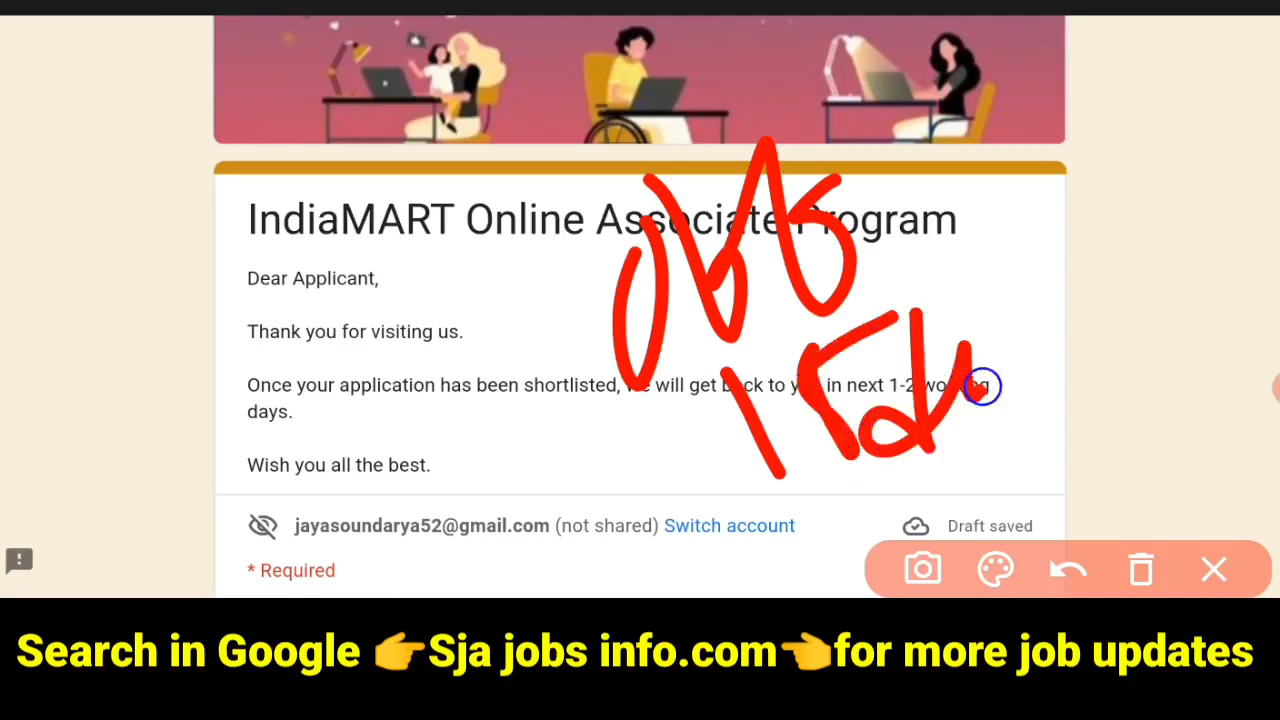 IndiaMART Online Associate Program
Dear Applicant,
Thank you for visiting us.
Once your application has been shortlisted, we will get back to you in next 1-2 working
days.
Wish you all the best.
jayasoundarya52@gmail.com (not shared) Switch account
Draft saved
* Required
Search in Google 👉Sja jobs info.com👈for more job updates